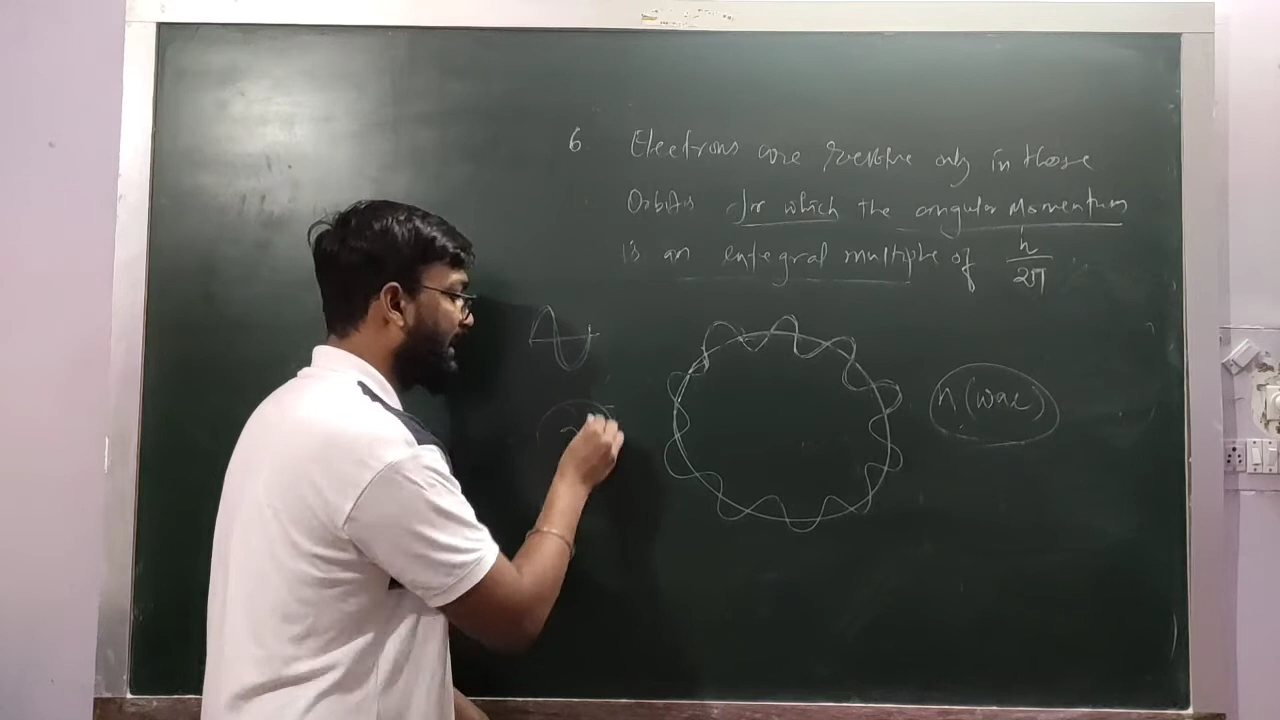 6 Electrons are revolve only in those
Orbits for which the angular Momentum
is an integral multiple of h/2π
n (wave)